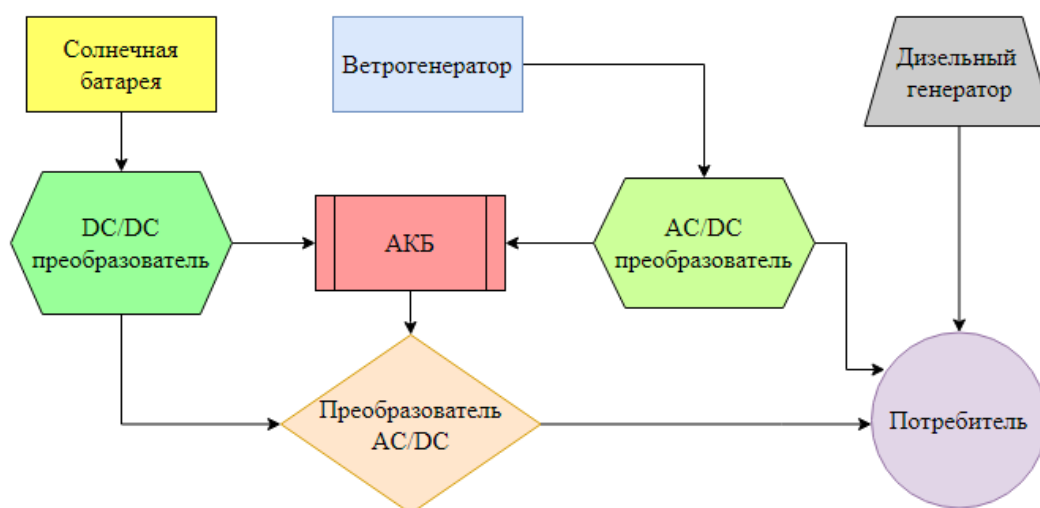 Солнечная
батарея
Ветрогенератор
Дизельный
генератор
DC/DC
преобразователь
АКБ
AC/DC
преобразователь
Преобразователь
AC/DC
Потребитель